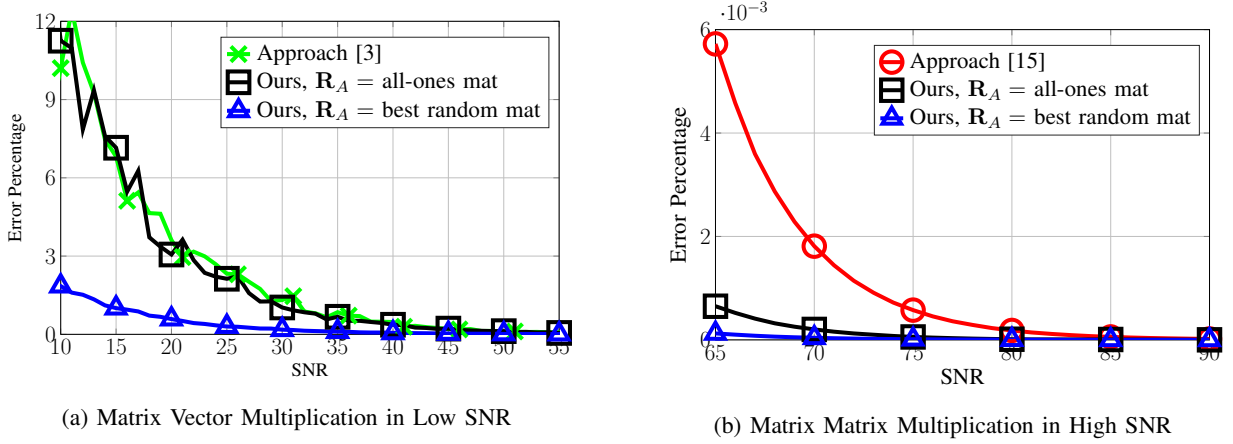 12
9
6
3
0
Error Percentage
10 15 20 25 30 35 40 45 50 55
SNR
Approach [3]
Ours, R_A = all-ones mat
Ours, R_A = best random mat
(a) Matrix Vector Multiplication in Low SNR
·10⁻³
6
4
2
0
Error Percentage
65 70 75 80 85 90
SNR
Approach [15]
Ours, R_A = all-ones mat
Ours, R_A = best random mat
(b) Matrix Matrix Multiplication in High SNR